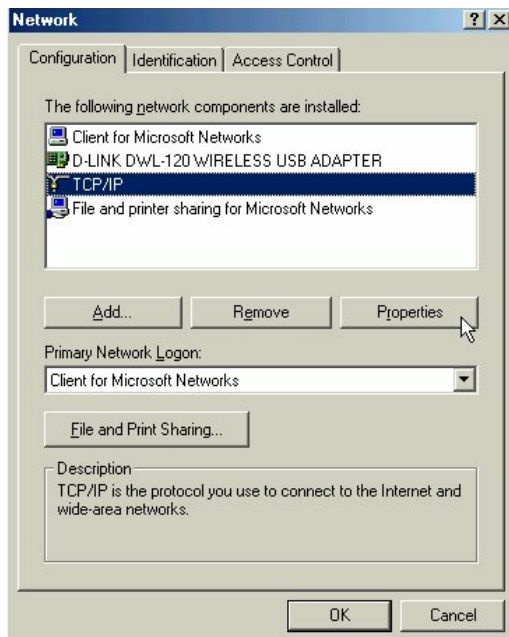 Network
Configuration Identification Access Control
The following network components are installed:
Client for Microsoft Networks
D-LINK DWL-120 WIRELESS USB ADAPTER
TCP/IP
File and printer sharing for Microsoft Networks
Add... Remove Properties
Primary Network Logon:
Client for Microsoft Networks
File and Print Sharing...
Description
TCP/IP is the protocol you use to connect to the Internet and
wide-area networks.
OK Cancel